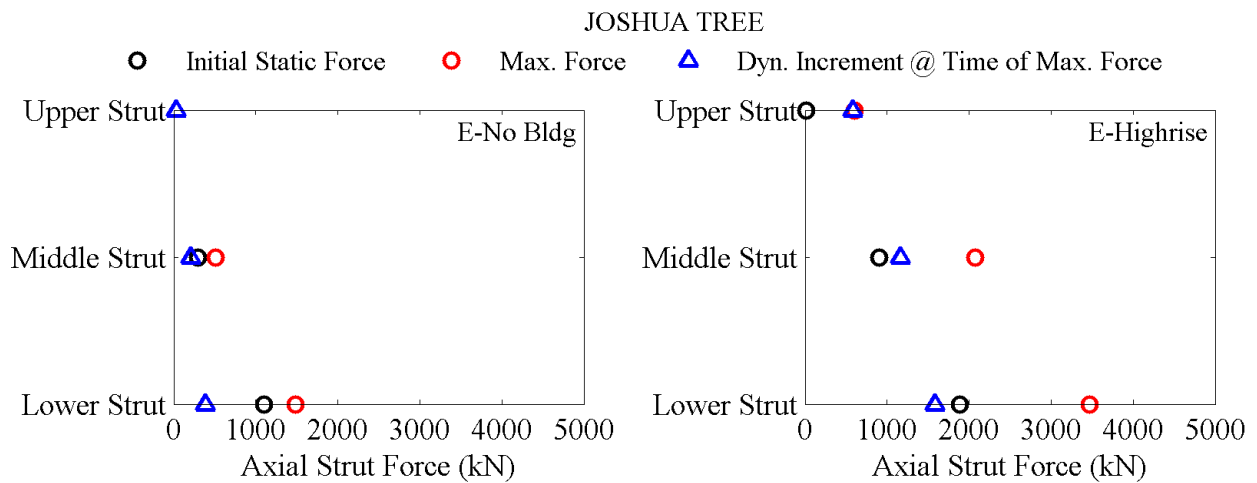 JOSHUA TREE
Initial Static Force Max. Force Dyn. Increment @ Time of Max. Force
Upper Strut
Middle Strut
Lower Strut
E-No Bldg
0 1000 2000 3000 4000 5000
Axial Strut Force (kN)
Upper Strut
Middle Strut
Lower Strut
E-Highrise
0 1000 2000 3000 4000 5000
Axial Strut Force (kN)